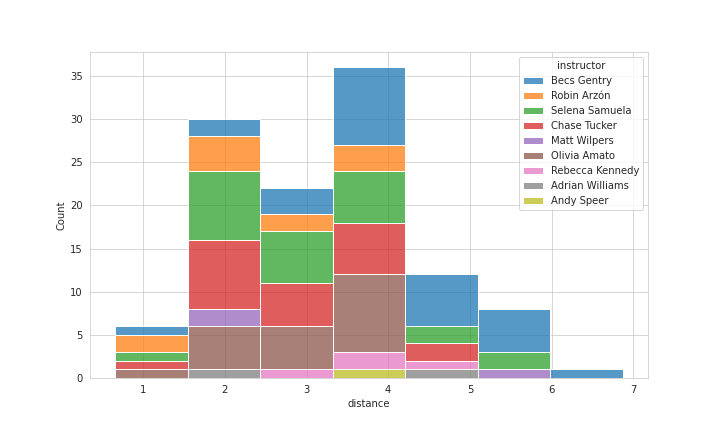 instructor
Becs Gentry
Robin Arzón
Selena Samuela
Chase Tucker
Matt Wilpers
Olivia Amato
Rebecca Kennedy
Adrian Williams
Andy Speer
Count
35
30
25
20
15
10
5
0
1 2 3 4 5 6 7
distance